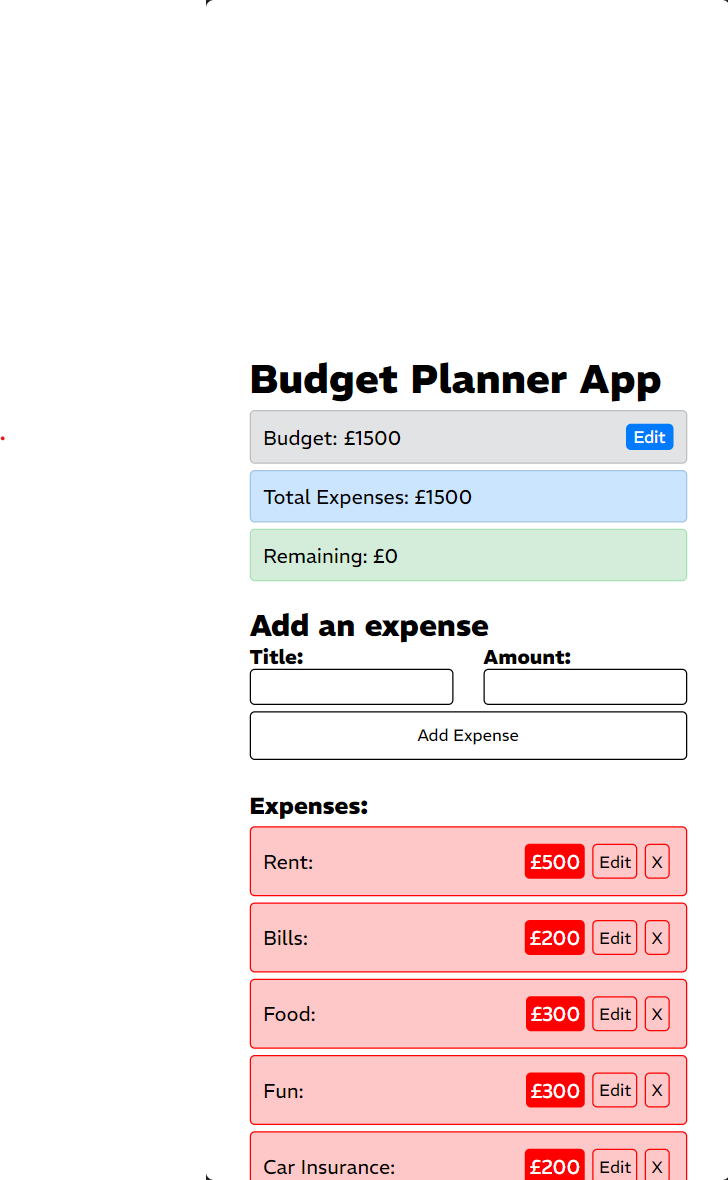 Budget Planner App
Budget: £1500 Edit
Total Expenses: £1500
Remaining: £0
Add an expense
Title: Amount:
Add Expense
Expenses:
Rent: £500 Edit X
Bills: £200 Edit X
Food: £300 Edit X
Fun: £300 Edit X
Car Insurance: £200 Edit X